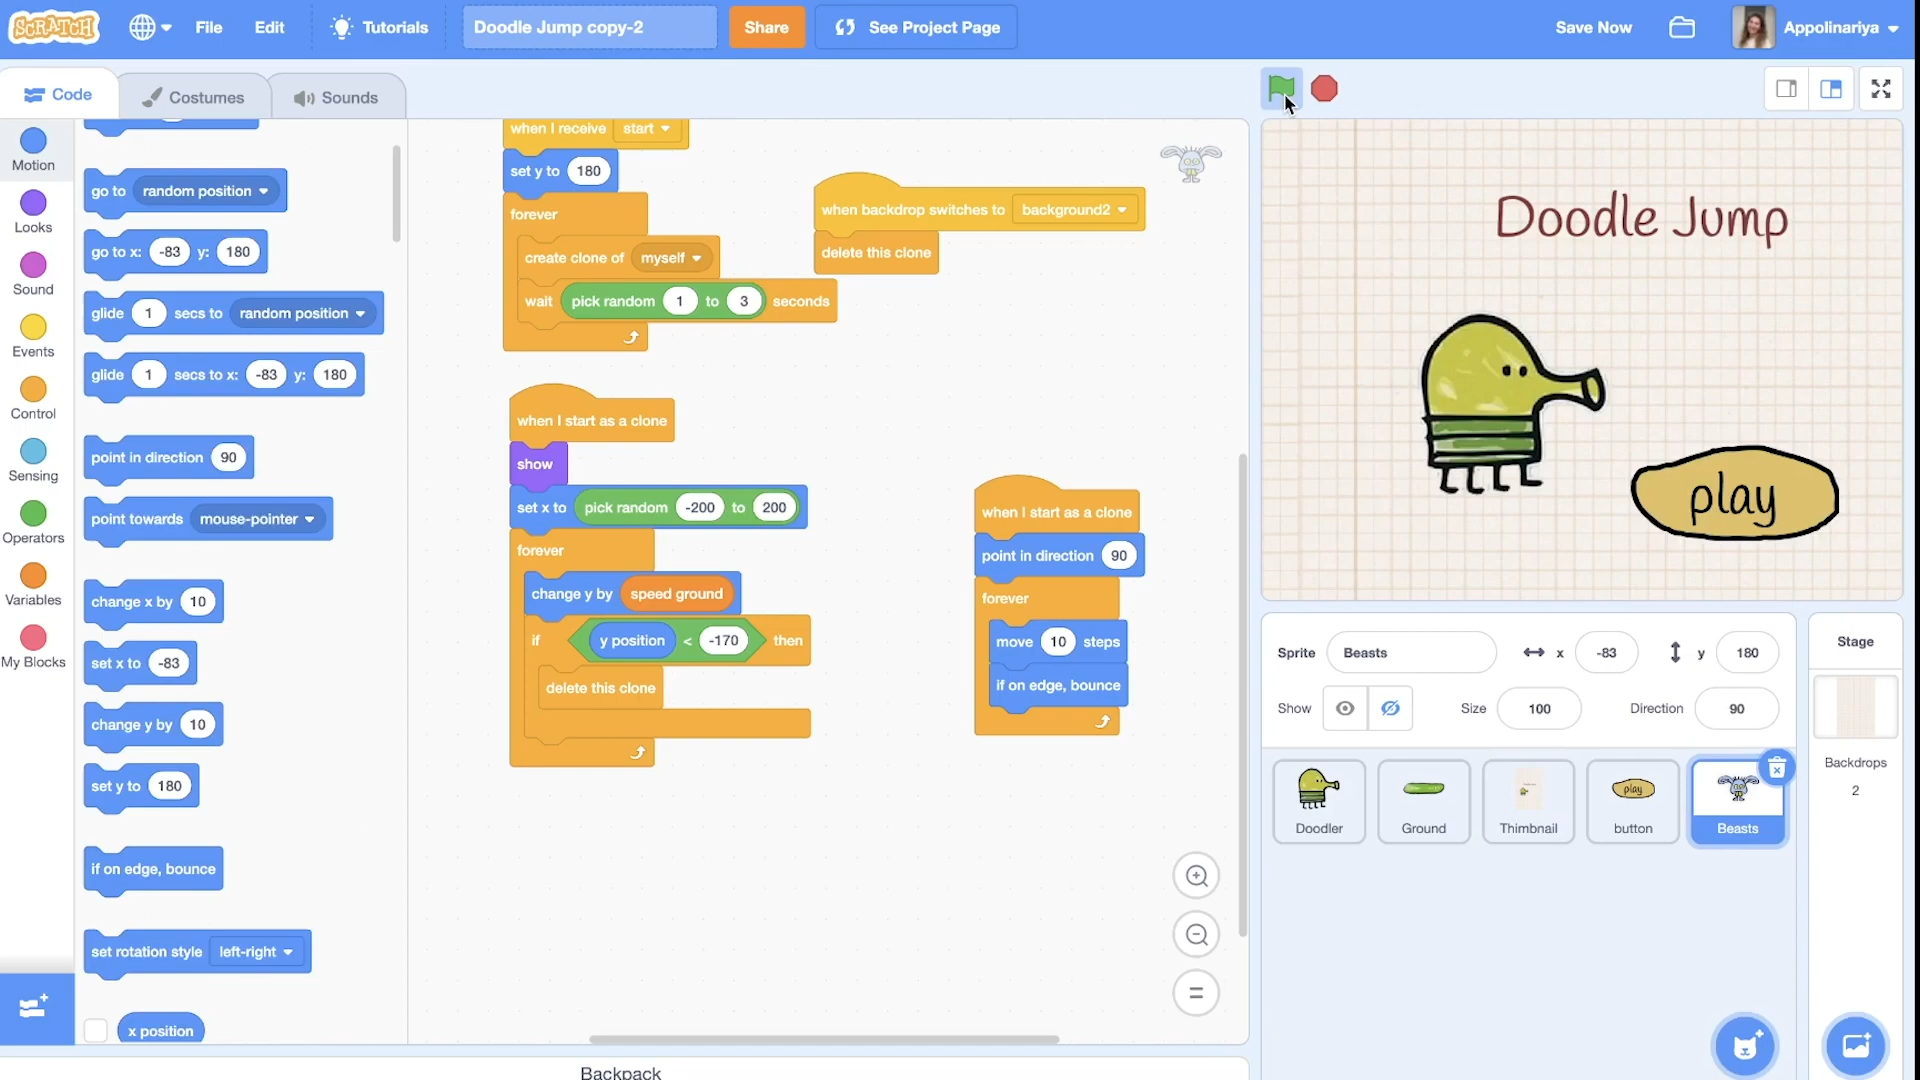 SCRATCH
File
Edit
Tutorials
Doodle Jump copy-2
Share
See Project Page
Save Now
Appolinariya
Code
Costumes
Sounds
Motion
Looks
Sound
Events
Control
Sensing
Operators
Variables
My Blocks
go to random position
go to x: -83 y: 180
glide 1 secs to random position
glide 1 secs to x: -83 y: 180
point in direction 90
point towards mouse-pointer
change x by 10
set x to -83
change y by 10
set y to 180
if on edge, bounce
set rotation style left-right
x position
when I receive start
set y to 180
forever
create clone of myself
wait pick random 1 to 3 seconds
when backdrop switches to background2
delete this clone
when I start as a clone
show
set x to pick random -200 to 200
forever
change y by speed ground
if y position < -170 then
delete this clone
when I start as a clone
point in direction 90
forever
move 10 steps
if on edge, bounce
Backpack
Doodle Jump
play
Sprite Beasts x -83 y 180
Show Size 100 Direction 90
Doodler
Ground
Thimbnail
play
button
Beasts
Stage
Backdrops
2